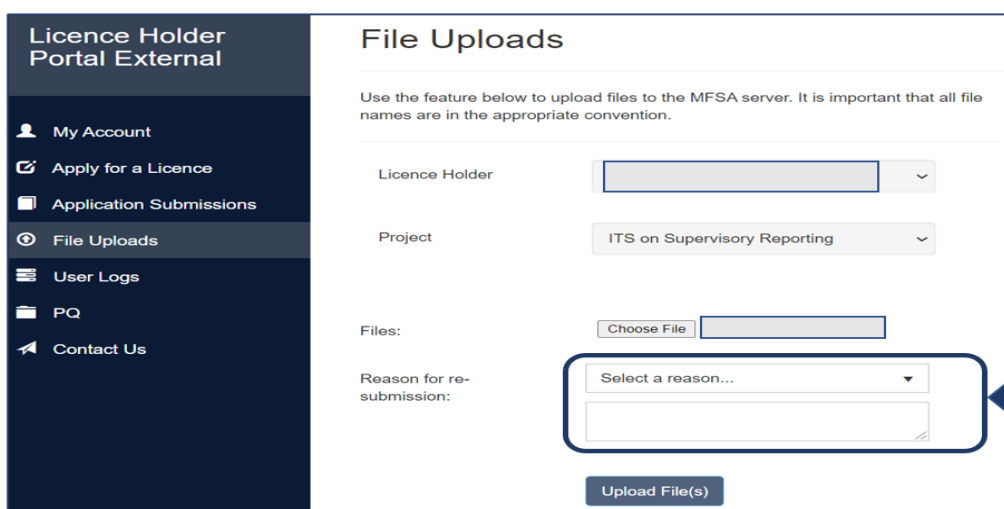 Licence Holder
Portal External
My Account
Apply for a Licence
Application Submissions
File Uploads
User Logs
PQ
Contact Us
File Uploads
Use the feature below to upload files to the MFSA server. It is important that all file
names are in the appropriate convention.
Licence Holder
Project
ITS on Supervisory Reporting
Files:
Choose File
Reason for re-
submission:
Select a reason...
Upload File(s)